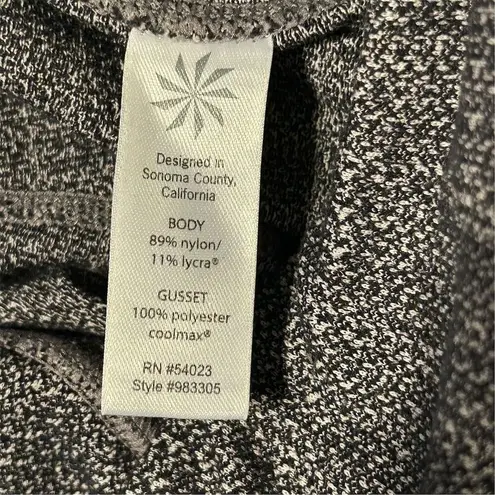 Designed in
Sonoma County,
California
BODY
89% nylon/
11% lycra®
GUSSET
100% polyester
coolmax®
RN #54023
Style #983305